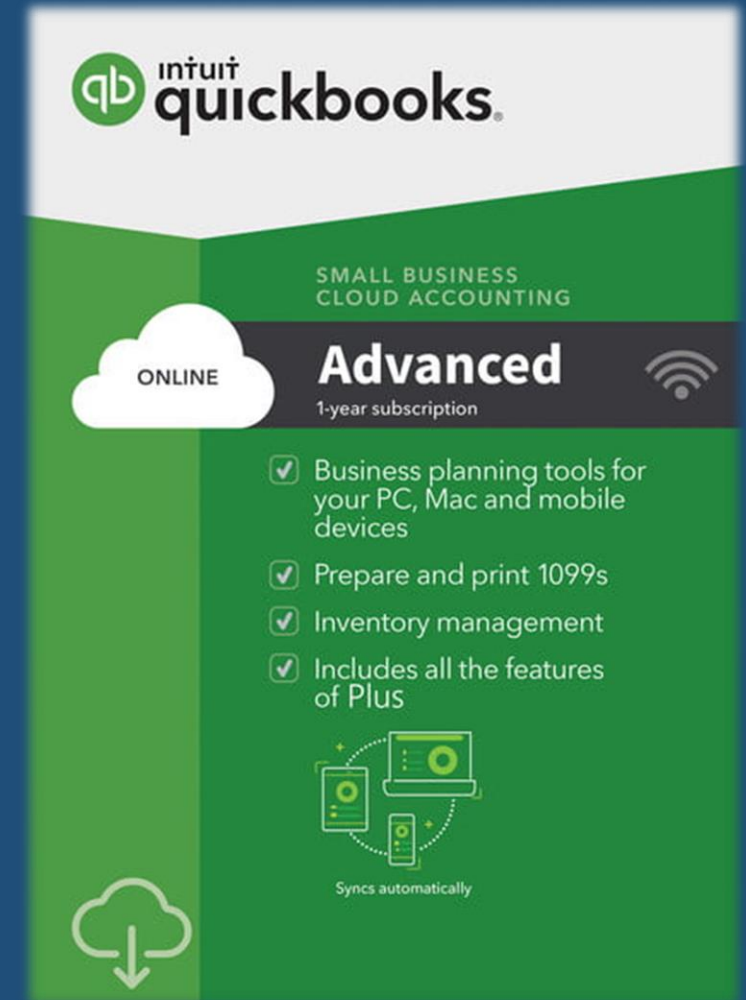 qb
intuit
quickbooks®
SMALL BUSINESS
CLOUD ACCOUNTING
ONLINE
Advanced
1-year subscription
Business planning tools for
your PC, Mac and mobile
devices
Prepare and print 1099s
Inventory management
Includes all the features
of Plus
Syncs automatically